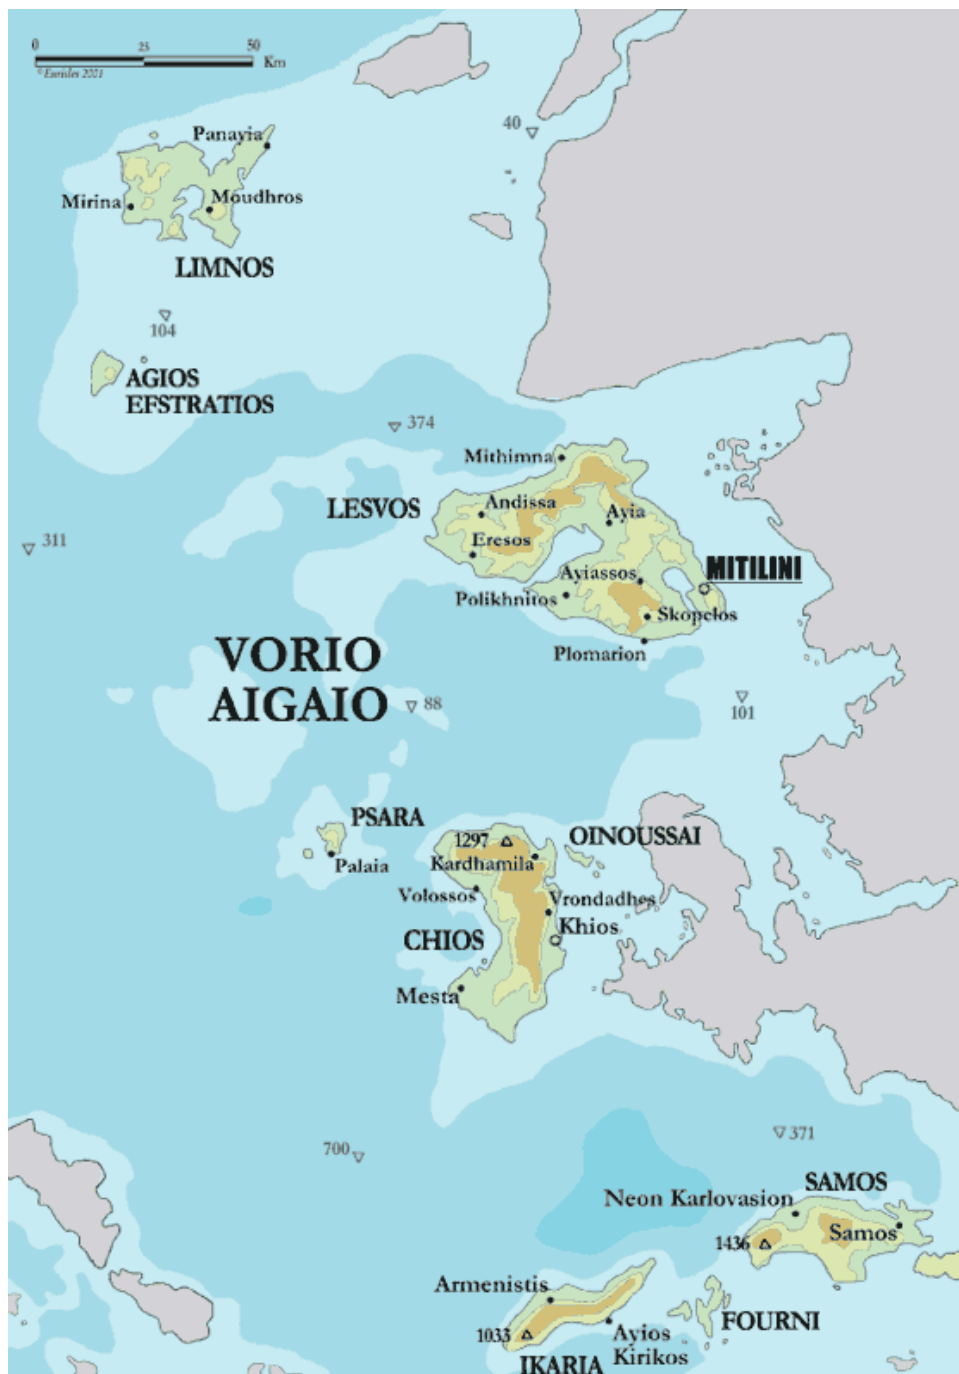 0 25 50
Km
©Eurisles 2001
40
Panayia
Mirina
Moudhros
LIMNOS
104
AGIOS
EFSTRATIOS
374
Mithimna
LESVOS
Andissa
Ayia
311
Eresos
Ayiassos
MITILINI
Polikhnitos
Skopelos
Plomarion
VORIO
AIGAIO
88
101
PSARA
1297
OINOUSSAI
Palaia
Kardhamila
Volossos
Vrondadhes
Khios
CHIOS
Mesta
371
700
SAMOS
Neon Karlovasion
Samos
1436
Armenistis
FOURNI
1033
Ayios
Kirikos
IKARIA